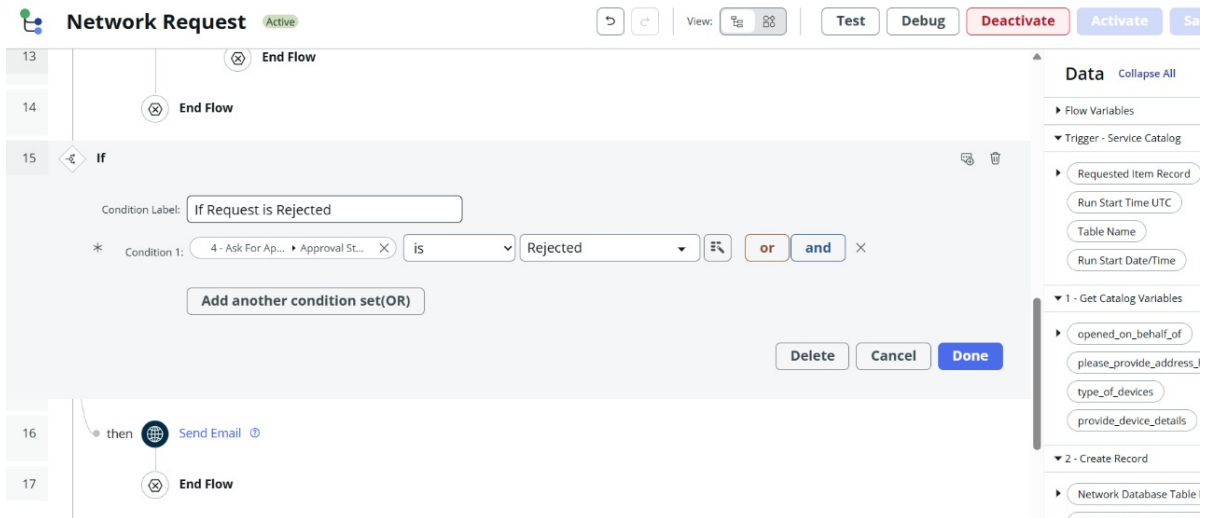 Network Request Active View: Test Debug Deactivate Activate Sa
13 End Flow
Data Collapse All
14 End Flow
Flow Variables
Trigger - Service Catalog
15 If
Requested Item Record
Condition Label: If Request is Rejected
Run Start Time UTC
Table Name
* Condition 1: 4 - Ask For Ap... Approval St... is Rejected or and
Run Start Date/Time
Add another condition set(OR)
1 - Get Catalog Variables
opened_on_behalf_of
Delete Cancel Done
please_provide_address_
type_of_devices
provide_device_details
16 then Send Email
2 - Create Record
17 End Flow
Network Database Table